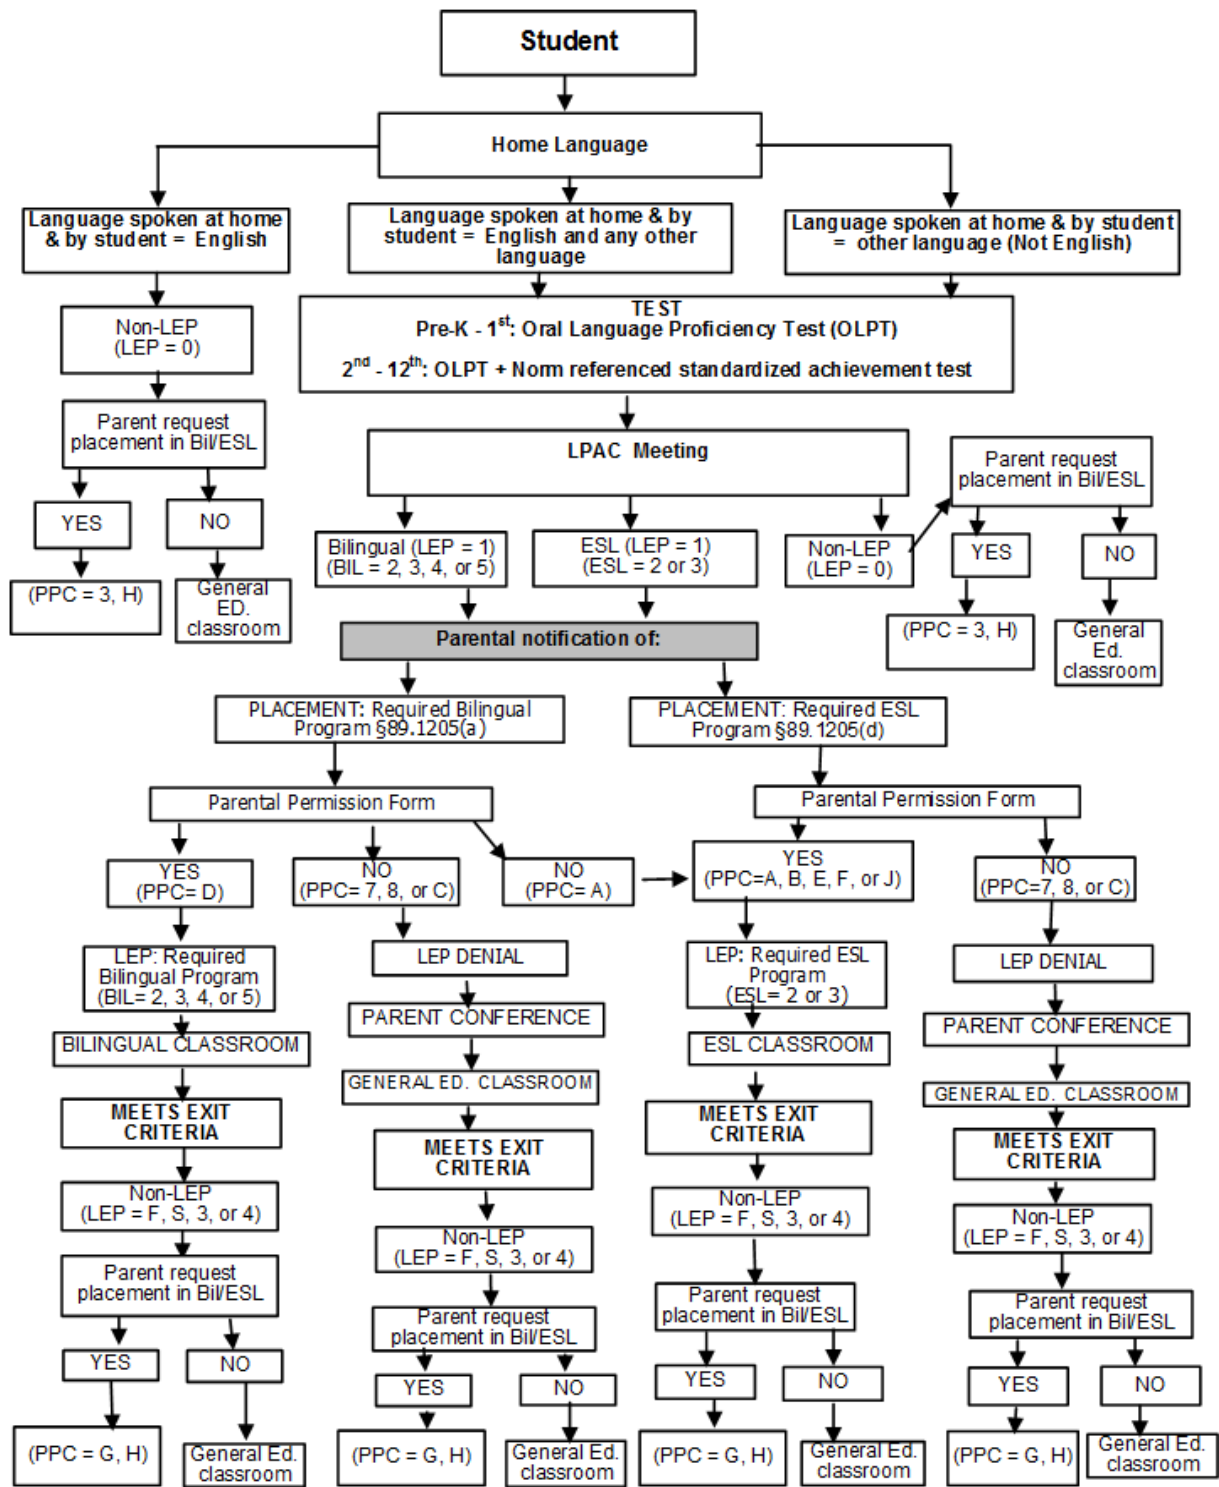 Student
Home Language
Language spoken at home
& by student = English
Language spoken at home & by
student = English and any other
language
Language spoken at home & by student
= other language (Not English)
Non-LEP
(LEP = 0)
TEST
Pre-K - 1st: Oral Language Proficiency Test (OLPT)
2nd - 12th: OLPT + Norm referenced standardized achievement test
Parent request
placement in Bil/ESL
LPAC Meeting
Parent request
placement in Bil/ESL
YES
NO
Bilingual (LEP = 1)
(BIL = 2, 3, 4, or 5)
ESL (LEP = 1)
(ESL = 2 or 3)
Non-LEP
(LEP = 0)
YES
NO
(PPC = 3, H)
General
ED.
classroom
Parental notification of:
(PPC = 3, H)
General
Ed.
classroom
PLACEMENT: Required Bilingual
Program §89.1205(a)
PLACEMENT: Required ESL
Program §89.1205(d)
Parental Permission Form
Parental Permission Form
YES
(PPC= D)
NO
(PPC= 7, 8, or C)
NO
(PPC= A)
YES
(PPC=A, B, E, F, or J)
NO
(PPC=7, 8, or C)
LEP: Required
Bilingual Program
(BIL= 2, 3, 4, or 5)
LEP DENIAL
LEP: Required ESL
Program
(ESL= 2 or 3)
LEP DENIAL
BILINGUAL CLASSROOM
PARENT CONFERENCE
ESL CLASSROOM
PARENT CONFERENCE
GENERAL ED. CLASSROOM
GENERAL ED. CLASSROOM
MEETS EXIT
CRITERIA
MEETS EXIT
CRITERIA
MEETS EXIT
CRITERIA
MEETS EXIT
CRITERIA
Non-LEP
(LEP = F, S, 3, or 4)
Non-LEP
(LEP = F, S, 3, or 4)
Non-LEP
(LEP = F, S, 3, or 4)
Non-LEP
(LEP = F, S, 3, or 4)
Parent request
placement in Bil/ESL
Parent request
placement in Bil/ESL
Parent request
placement in Bil/ESL
Parent request
placement in Bil/ESL
YES
NO
YES
NO
YES
NO
YES
NO
(PPC = G, H)
General Ed.
classroom
(PPC = G, H)
General Ed.
classroom
(PPC = G, H)
General Ed.
classroom
(PPC = G, H)
General Ed.
classroom